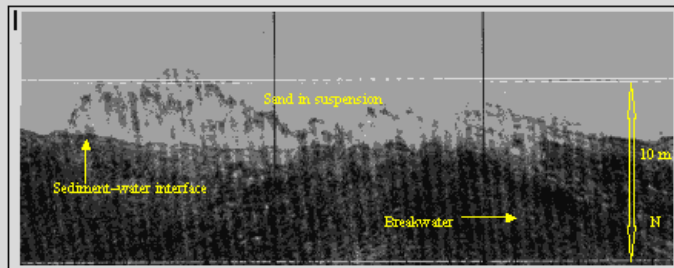 Sand in suspension
10 m
Sediment-water interface
Breakwater
N